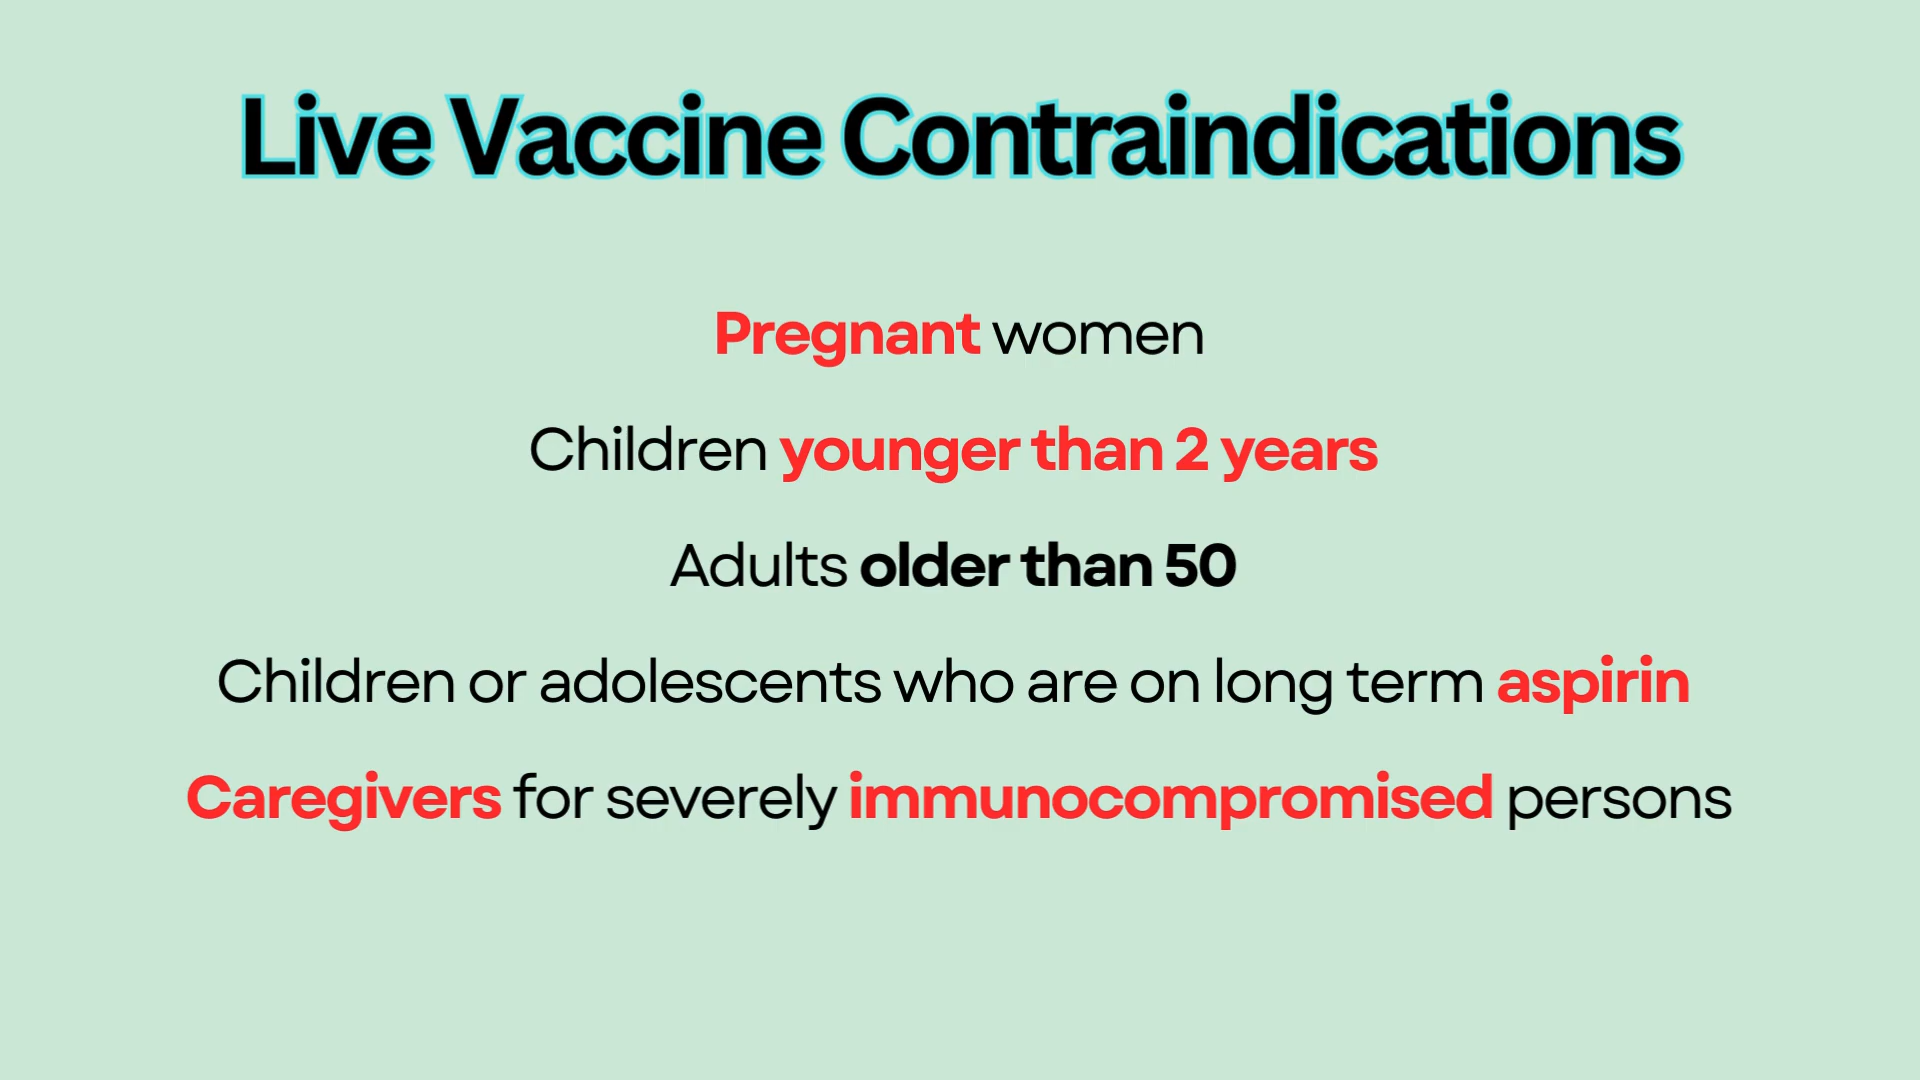 Live Vaccine Contraindications
Pregnant women
Children younger than 2 years
Adults older than 50
Children or adolescents who are on long term aspirin
Caregivers for severely immunocompromised persons